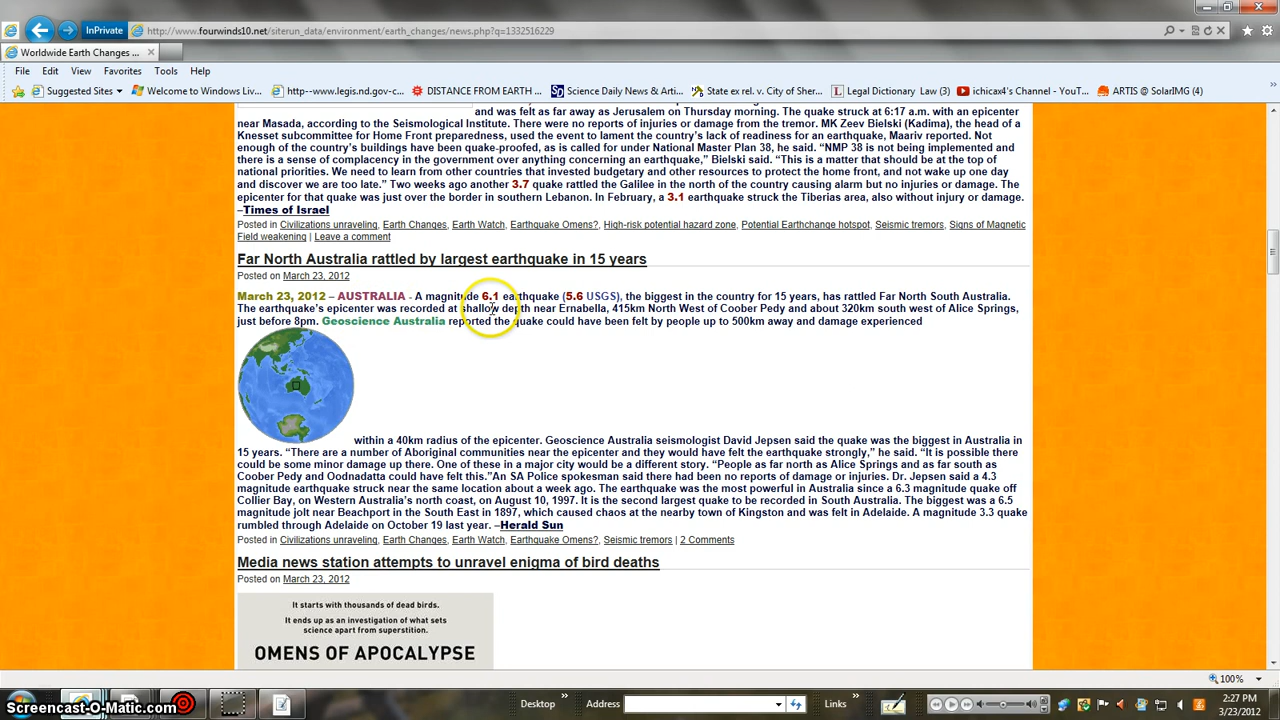 InPrivate
http://www.fourwinds10.net/siterun_data/environment/earth_changes/news.php?q=1332516229
Worldwide Earth Changes ...
File Edit View Favorites Tools Help
Suggested Sites
Welcome to Windows Liv...
http--www.legis.nd.gov-c...
DISTANCE FROM EARTH ...
Science Daily News & Arti...
State ex rel. v. City of Sher...
Legal Dictionary Law (3)
ichicax4's Channel - YouT...
ARTIS @ SolarIMG (4)
and was felt as far away as Jerusalem on Thursday morning. The quake struck at 6:17 a.m. with an epicenter
near Masada, according to the Seismological Institute. There were no reports of injuries or damage from the tremor. MK Zeev Bielski (Kadima), the head of a
Knesset subcommittee for Home Front preparedness, used the event to lament the country's lack of readiness for an earthquake, Maariv reported. Not
enough of the country's buildings have been quake-proofed, as is called for under National Master Plan 38, he said. “NMP 38 is not being implemented and
there is a sense of complacency in the government over anything concerning an earthquake,” Bielski said. “This is a matter that should be at the top of
national priorities. We need to learn from other countries that invested budgetary and other resources to protect the home front, and not wake up one day
and discover we are too late.” Two weeks ago another 3.7 quake rattled the Galilee in the north of the country causing alarm but no injuries or damage. The
epicenter for that quake was just over the border in southern Lebanon. In February, a 3.1 earthquake struck the Tiberias area, also without injury or damage.
–Times of Israel
Posted in Civilizations unraveling, Earth Changes, Earth Watch, Earthquake Omens?, High-risk potential hazard zone, Potential Earthchange hotspot, Seismic tremors, Signs of Magnetic
Field weakening | Leave a comment
Far North Australia rattled by largest earthquake in 15 years
Posted on March 23, 2012
March 23, 2012 – AUSTRALIA - A magnitude 6.1 earthquake (5.6 USGS), the biggest in the country for 15 years, has rattled Far North South Australia.
The earthquake's epicenter was recorded at shallow depth near Ernabella, 415km North West of Coober Pedy and about 320km south west of Alice Springs,
just before 8pm. Geoscience Australia reported the quake could have been felt by people up to 500km away and damage experienced
within a 40km radius of the epicenter. Geoscience Australia seismologist David Jepsen said the quake was the biggest in Australia in
15 years. “There are a number of Aboriginal communities near the epicenter and they would have felt the earthquake strongly,” he said. “It is possible there
could be some minor damage up there. One of these in a major city would be a different story. “People as far north as Alice Springs and as far south as
Coober Pedy and Oodnadatta could have felt this.”An SA Police spokesman said there had been no reports of damage or injuries. Dr. Jepsen said a 4.3
magnitude earthquake struck near the same location about a week ago. The earthquake was the most powerful in Australia since a 6.3 magnitude quake off
Collier Bay, on Western Australia's north coast, on August 10, 1997. It is the second largest quake to be recorded in South Australia. The biggest was a 6.5
magnitude jolt near Beachport in the South East in 1897, which caused chaos at the nearby town of Kingston and was felt in Adelaide. A magnitude 3.3 quake
rumbled through Adelaide on October 19 last year. –Herald Sun
Posted in Civilizations unraveling, Earth Changes, Earth Watch, Earthquake Omens?, Seismic tremors | 2 Comments
Media news station attempts to unravel enigma of bird deaths
Posted on March 23, 2012
It starts with thousands of dead birds.
It ends up as an investigation of what sets
science apart from superstition.
OMENS OF APOCALYPSE
100%
Desktop
Address
Links
2:27 PM
3/23/2012
Screencast-O-Matic.com